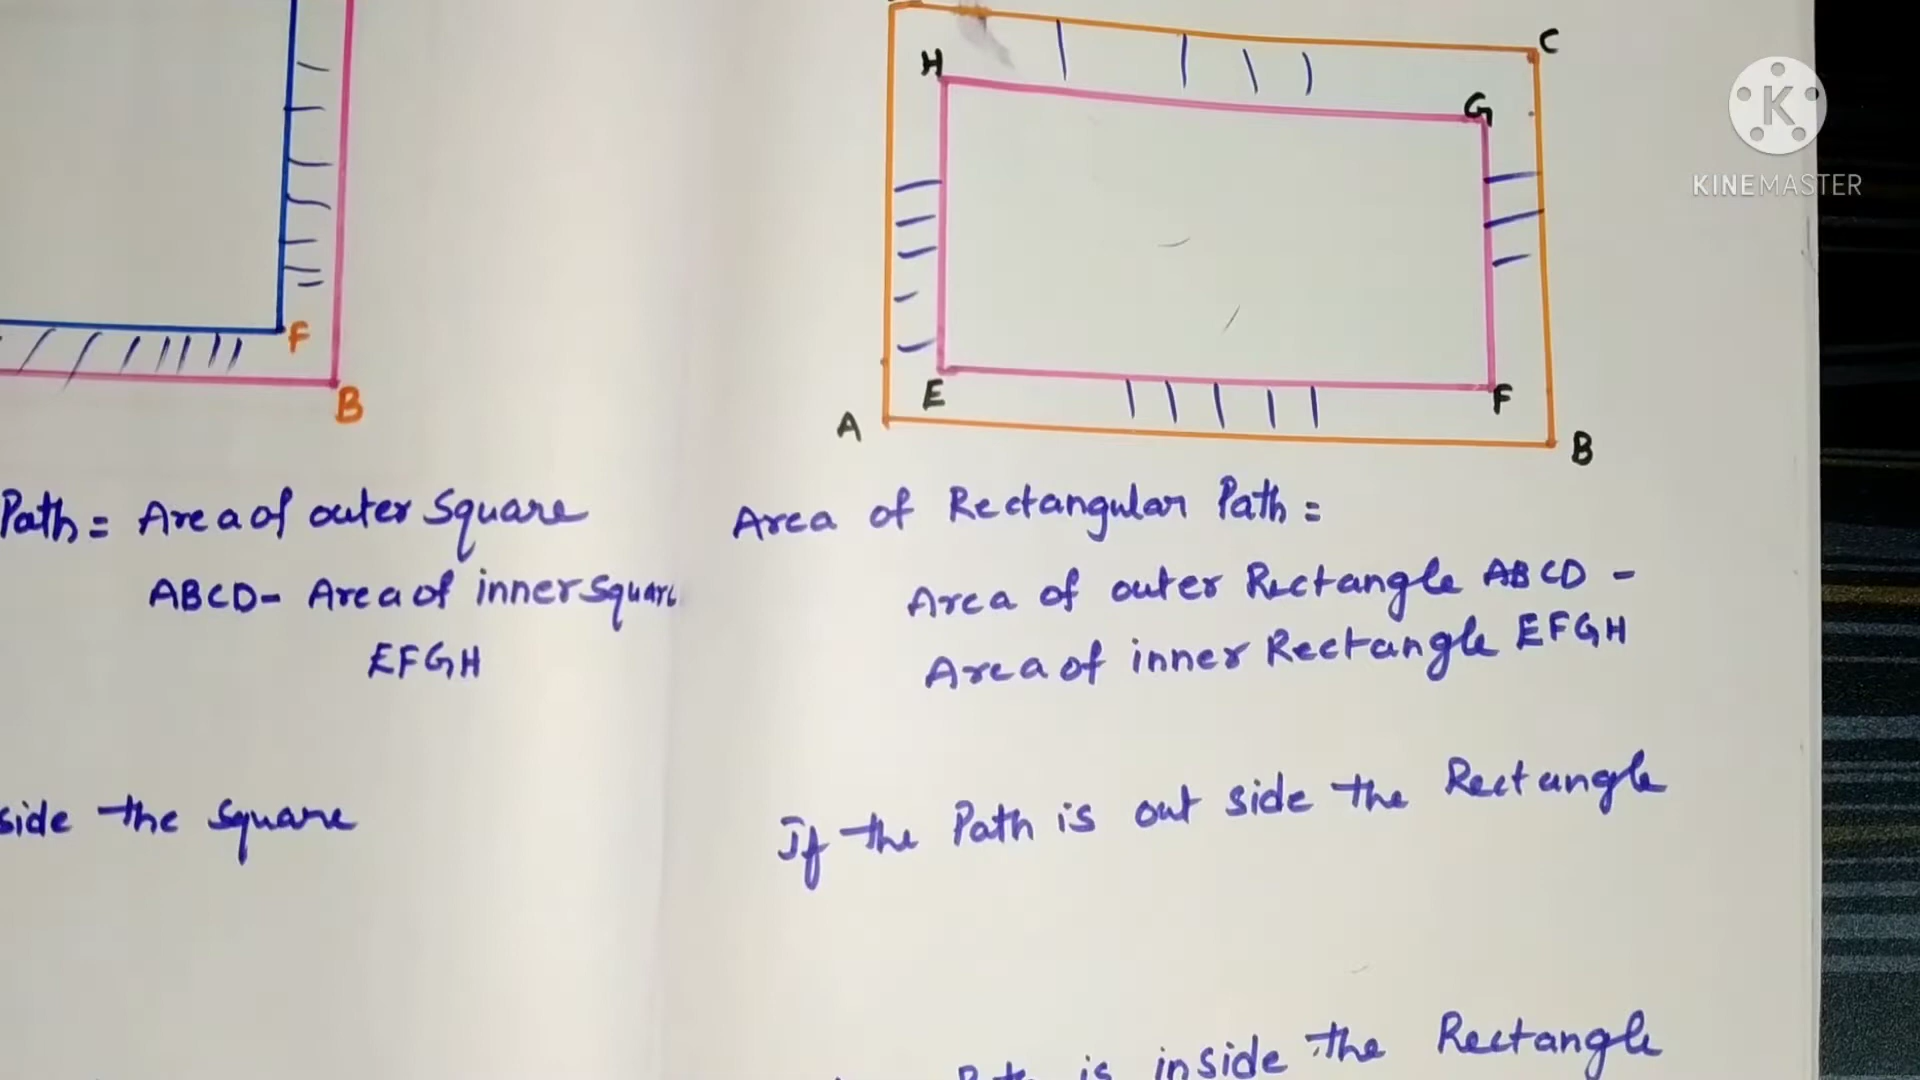 F
B
Path = Area of outer Square
ABCD - Area of inner Square
EFGH
side the square
H
C
G
E
F
A
B
Area of Rectangular Path =
Area of outer Rectangle ABCD -
Area of inner Rectangle EFGH
If the Path is out side the Rectangle
Path is inside the Rectangle
K
KINEMASTER